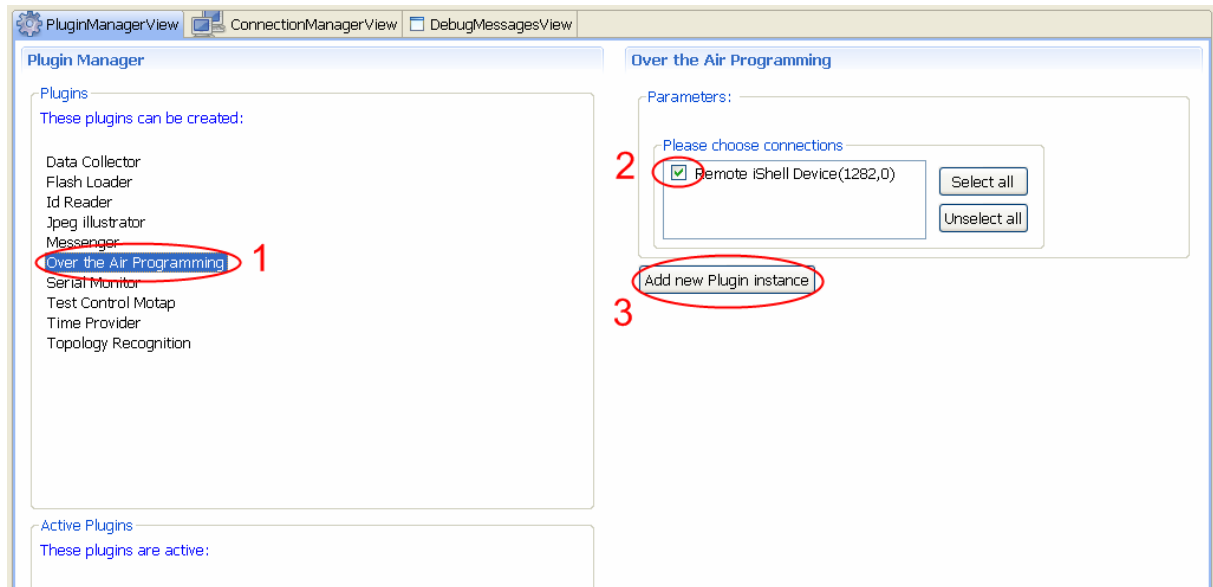 PluginManagerView ConnectionManagerView DebugMessagesView
Plugin Manager
Plugins
These plugins can be created:
Data Collector
Flash Loader
Id Reader
Jpeg illustrator
Messenger
Over the Air Programming 1
Serial Monitor
Test Control Motap
Time Provider
Topology Recognition
Active Plugins
These plugins are active:
Over the Air Programming
Parameters:
Please choose connections
2 Remote iShell Device(1282,0)
Select all
Unselect all
Add new Plugin instance
3